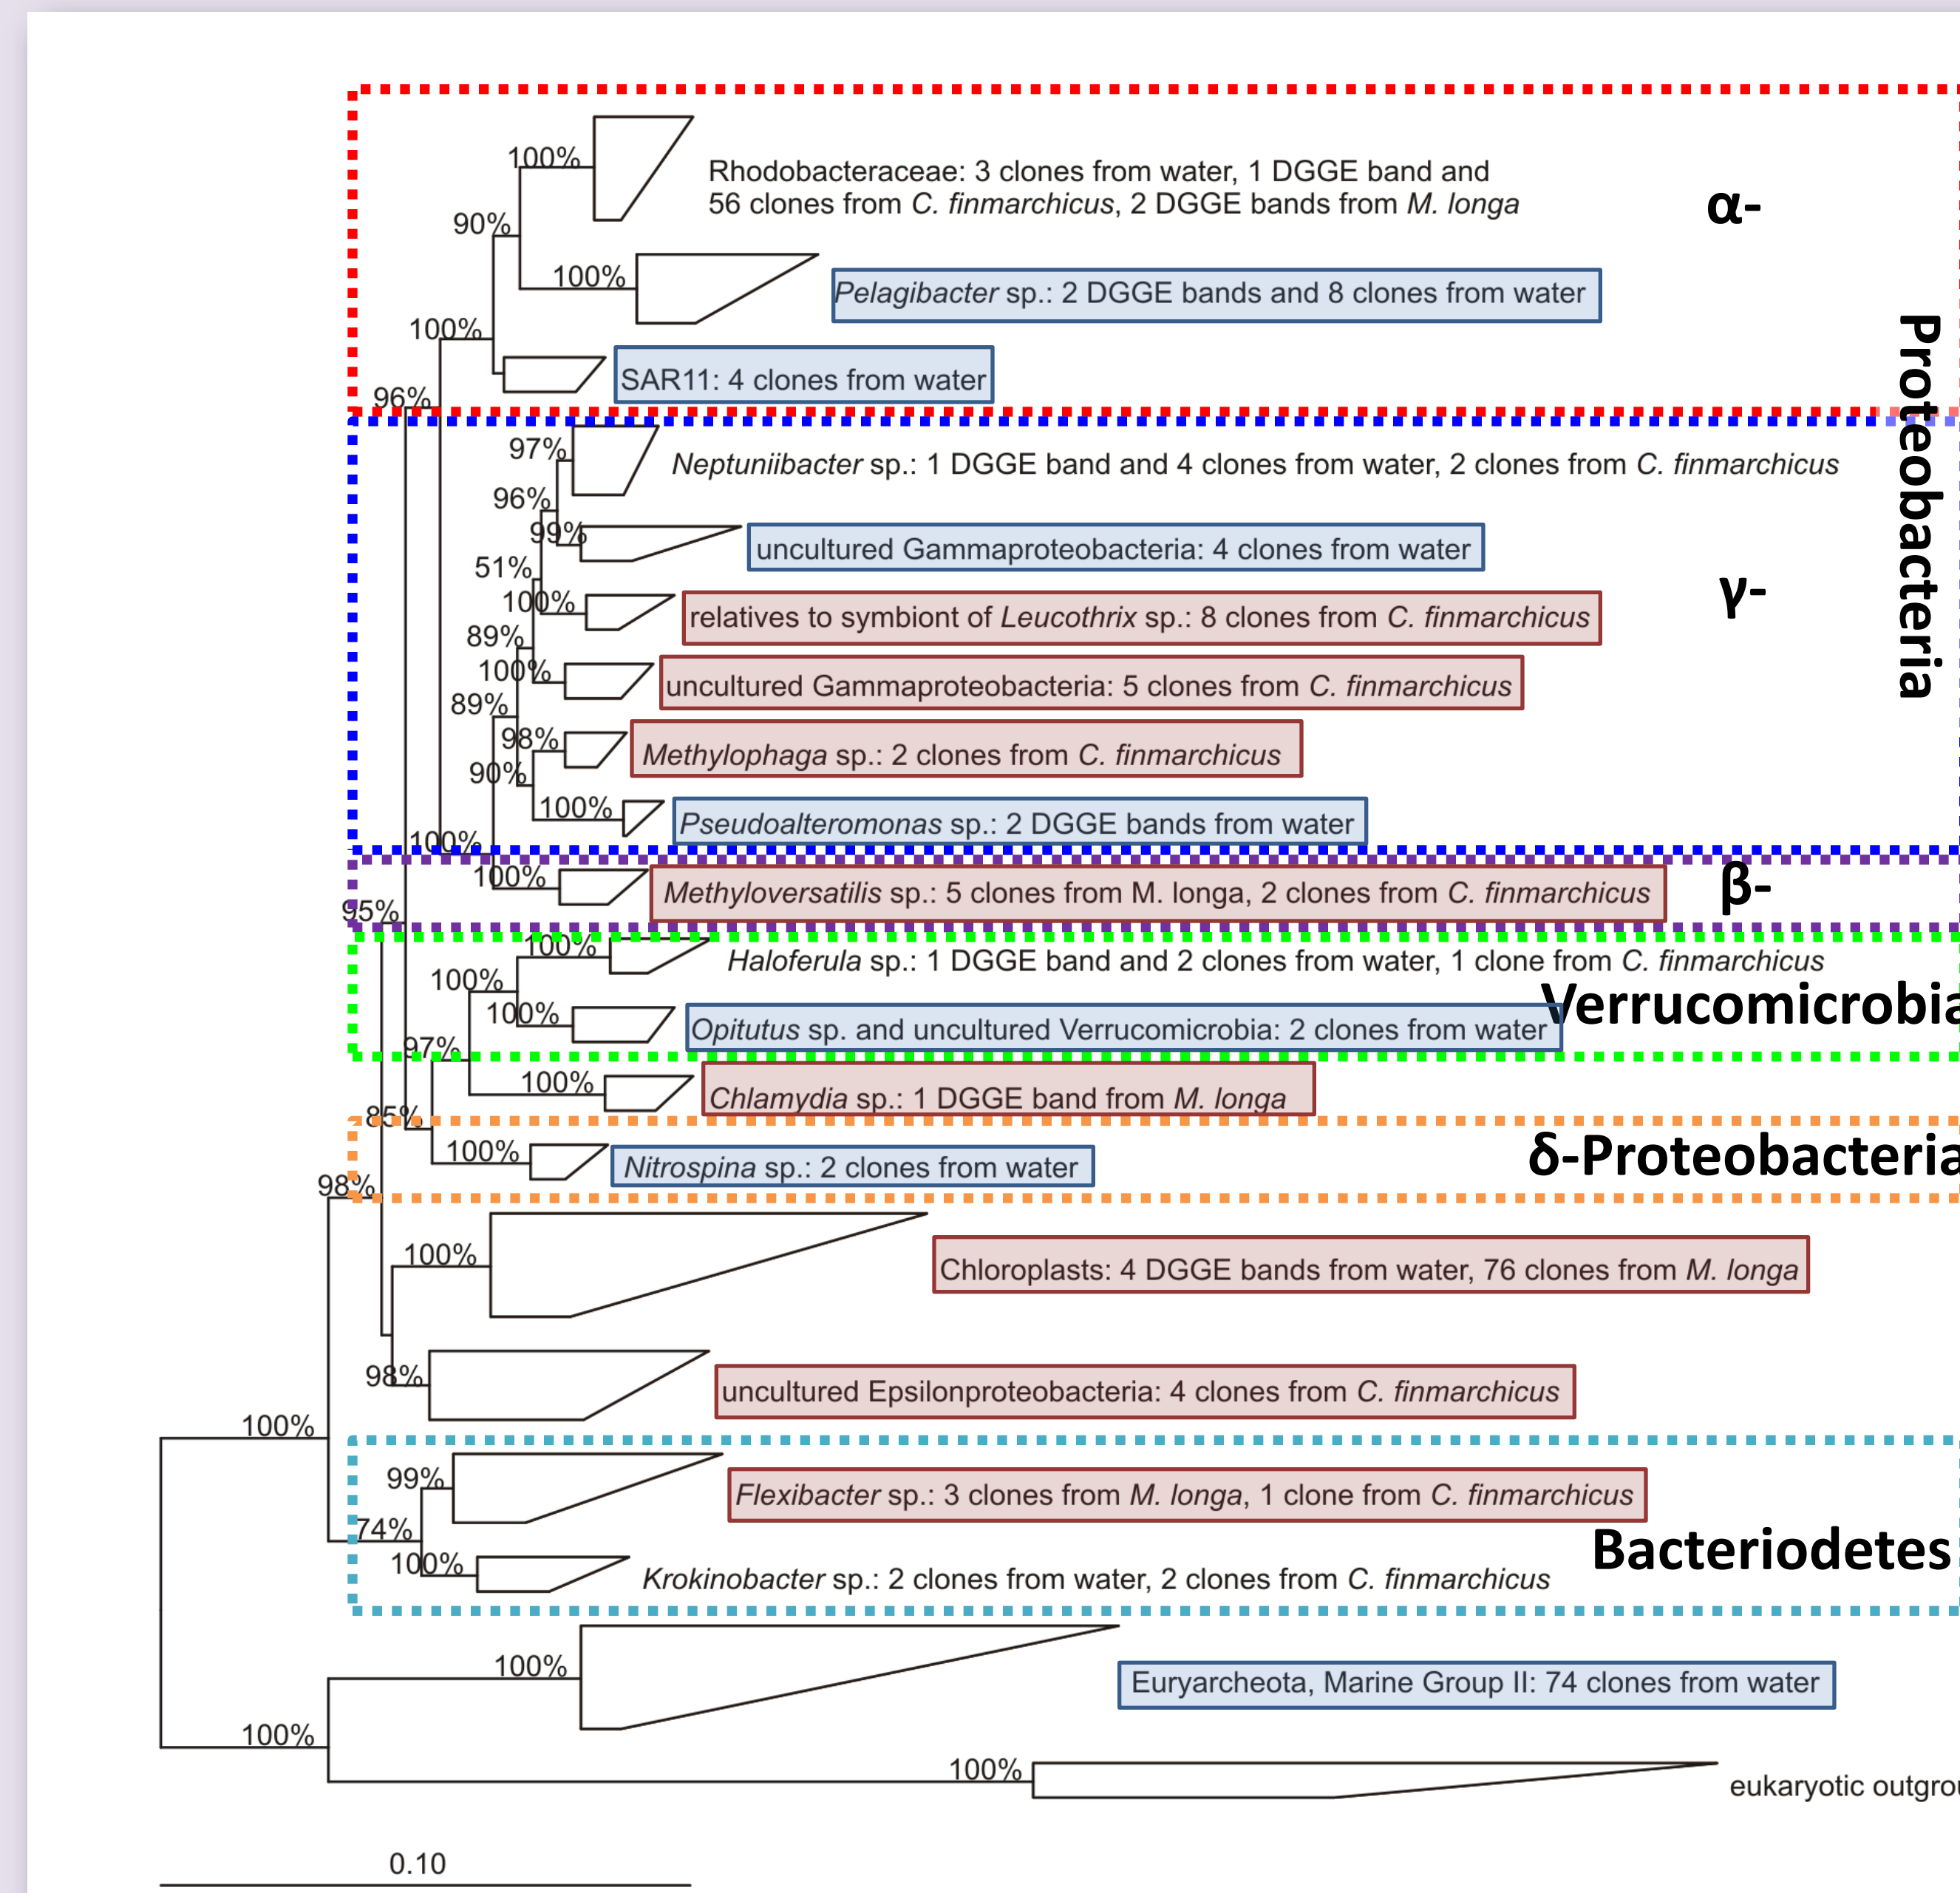 100%
Rhodobacteraceae: 3 clones from water, 1 DGGE band and
56 clones from C. finmarchicus, 2 DGGE bands from M. longa
α-
90%
100%
Pelagibacter sp.: 2 DGGE bands and 8 clones from water
100%
SAR11: 4 clones from water
96%
Proteobacteria
97%
Neptuniibacter sp.: 1 DGGE band and 4 clones from water, 2 clones from C. finmarchicus
96%
99%
uncultured Gammaproteobacteria: 4 clones from water
51%
100%
relatives to symbiont of Leucothrix sp.: 8 clones from C. finmarchicus
γ-
89%
100%
uncultured Gammaproteobacteria: 5 clones from C. finmarchicus
89%
98%
Methylophaga sp.: 2 clones from C. finmarchicus
90%
100%
Pseudoalteromonas sp.: 2 DGGE bands from water
100%
100%
Methyloversatilis sp.: 5 clones from M. longa, 2 clones from C. finmarchicus
β-
95%
100%
Haloferula sp.: 1 DGGE band and 2 clones from water, 1 clone from C. finmarchicus
100%
100%
Opitutus sp. and uncultured Verrucomicrobia: 2 clones from water
Verrucomicrobia
97%
100%
Chlamydia sp.: 1 DGGE band from M. longa
85%
100%
Nitrospina sp.: 2 clones from water
δ-Proteobacteria
98%
100%
Chloroplasts: 4 DGGE bands from water, 76 clones from M. longa
98%
uncultured Epsilonproteobacteria: 4 clones from C. finmarchicus
100%
99%
Flexibacter sp.: 3 clones from M. longa, 1 clone from C. finmarchicus
74%
Bacteriodetes
100%
Krokinobacter sp.: 2 clones from water, 2 clones from C. finmarchicus
100%
Euryarcheota, Marine Group II: 74 clones from water
100%
100%
eukaryotic
0.10